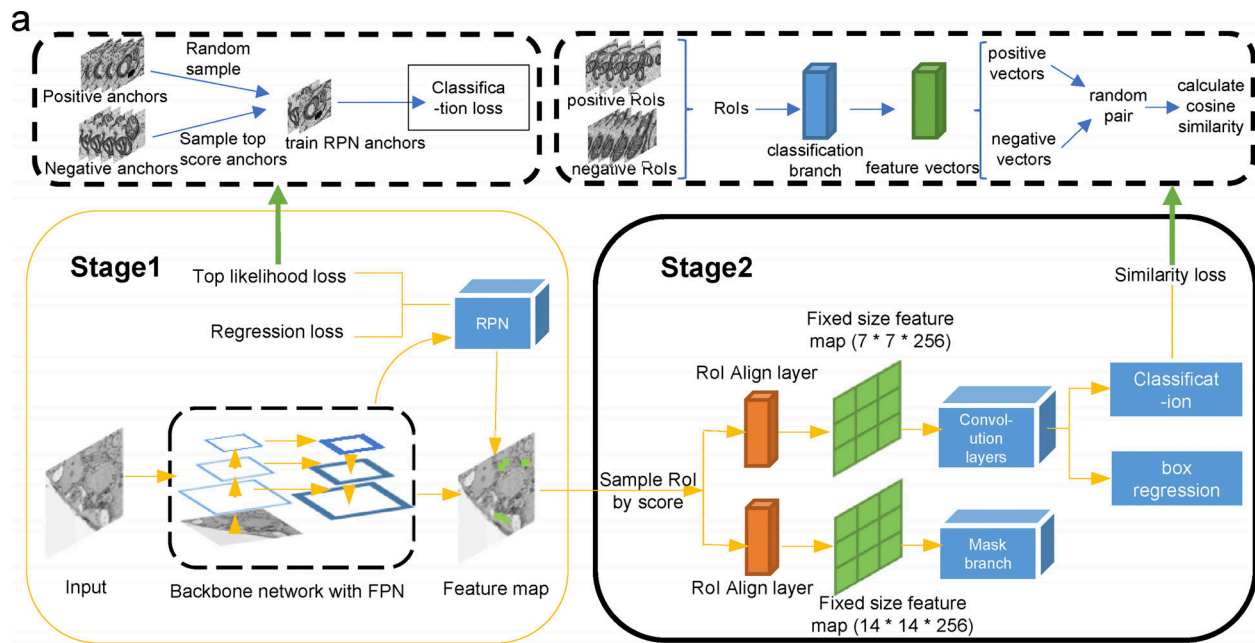 a
Random
sample
Positive anchors
Negative anchors
Sample top
score anchors
train RPN anchors
Classifica
-tion loss
positive RoIs
negative RoIs
RoIs
classification
branch
feature vectors
positive
vectors
negative
vectors
random
pair
calculate
cosine
similarity
Stage1
Top likelihood loss
Regression loss
RPN
Input
Backbone network with FPN
Feature map
Stage2
Similarity loss
Fixed size feature
map (7 * 7 * 256)
RoI Align layer
Convol-
ution
layers
Classificat
-ion
box
regression
Sample RoI
by score
RoI Align layer
Mask
branch
Fixed size feature
map (14 * 14 * 256)